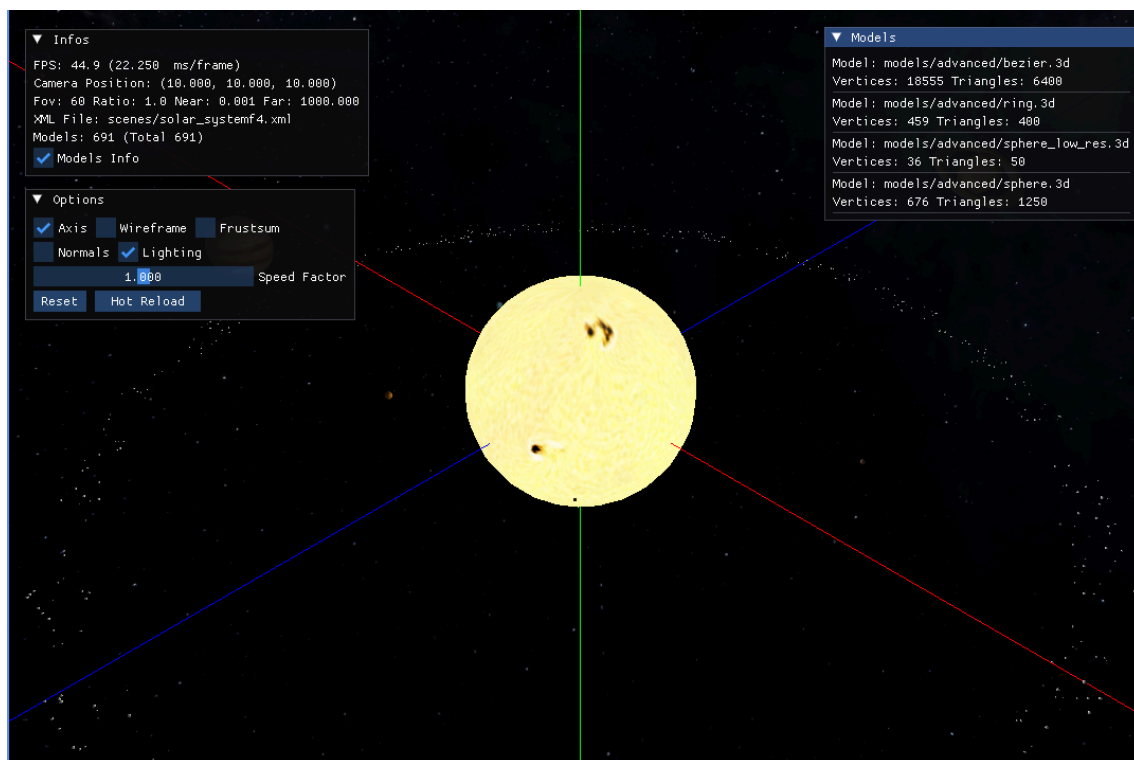 Infos
FPS: 44.9 (22.250 ms/frame)
Camera Position: (10.000, 10.000, 10.000)
Fov: 60 Ratio: 1.0 Near: 0.001 Far: 1000.000
XML File: scenes/solar_systemf4.xml
Models: 691 (Total 691)
Models Info
Options
Axis Wireframe Frustsum
Normals Lighting
1.000 Speed Factor
Reset Hot Reload
Models
Model: models/advanced/bezier.3d
Vertices: 18555 Triangles: 6400
Model: models/advanced/ring.3d
Vertices: 459 Triangles: 400
Model: models/advanced/sphere_low_res.3d
Vertices: 36 Triangles: 50
Model: models/advanced/sphere.3d
Vertices: 676 Triangles: 1250